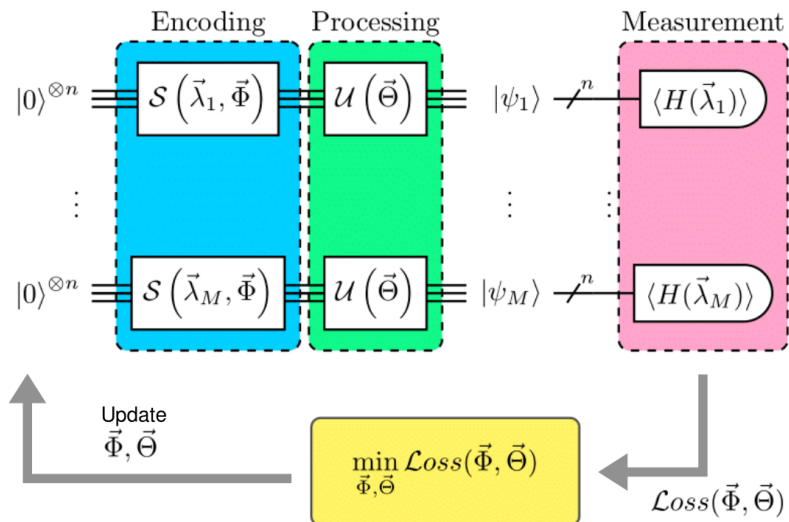 Encoding Processing Measurement
|0⟩^{⊗n} 𝒮(λ⃗₁, Φ⃗) 𝒰(Θ⃗) |ψ₁⟩ n ⟨H(λ⃗₁)⟩
⋮ ⋮ ⋮
|0⟩^{⊗n} 𝒮(λ⃗_M, Φ⃗) 𝒰(Θ⃗) |ψ_M⟩ n ⟨H(λ⃗_M)⟩
Update
Φ⃗, Θ⃗
min_{Φ⃗,Θ⃗} ℒoss(Φ⃗, Θ⃗)
ℒoss(Φ⃗, Θ⃗)